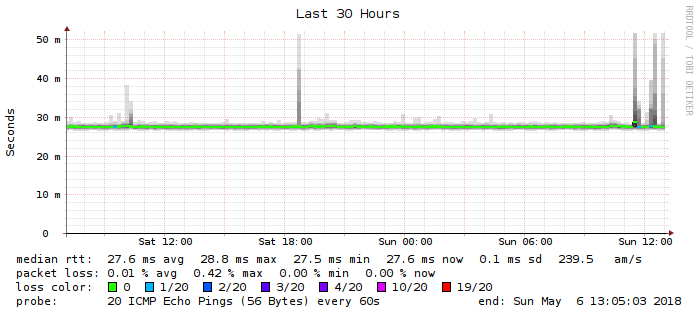 Last 30 Hours
RRDTOOL / TOBI OETIKER
Seconds
50 m
40 m
30 m
20 m
10 m
0
Sat 12:00 Sat 18:00 Sun 00:00 Sun 06:00 Sun 12:00
median rtt: 27.6 ms avg 28.8 ms max 27.5 ms min 27.6 ms now 0.1 ms sd 239.5 am/s
packet loss: 0.01 % avg 0.42 % max 0.00 % min 0.00 % now
loss color: 0 1/20 2/20 3/20 4/20 10/20 19/20
probe: 20 ICMP Echo Pings (56 Bytes) every 60s end: Sun May 6 13:05:03 2018